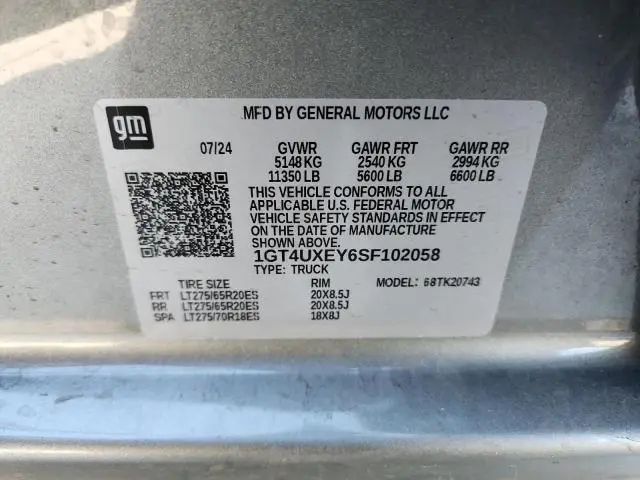 gm
MFD BY GENERAL MOTORS LLC
07/24 GVWR GAWR FRT GAWR RR
5148 KG 2540 KG 2994 KG
11350 LB 5600 LB 6600 LB
THIS VEHICLE CONFORMS TO ALL
APPLICABLE U.S. FEDERAL MOTOR
VEHICLE SAFETY STANDARDS IN EFFECT
ON THE DATE OF MANUFACTURE
SHOWN ABOVE.
1GT4UXEY6SF102058
TYPE: TRUCK
TIRE SIZE RIM MODEL: 68TK20743
FRT LT275/65R20ES 20X8.5J
RR LT275/65R20ES 20X8.5J
SPA LT275/70R18ES 18X8J